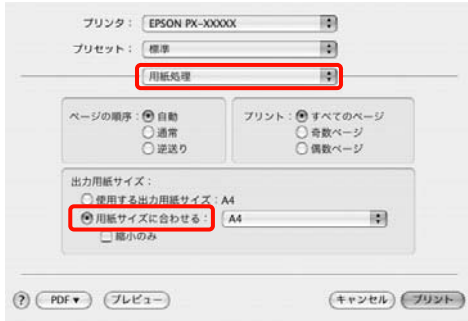 プリンタ： EPSON PX-XXXXX
プリセット： 標準
用紙処理
ページの順序： 自動 プリント： すべてのページ
通常 奇数ページ
逆送り 偶数ページ
出力用紙サイズ：
使用する出力用紙サイズ：A4
用紙サイズに合わせる： A4
縮小のみ
? PDF▼ プレビュー キャンセル プリント